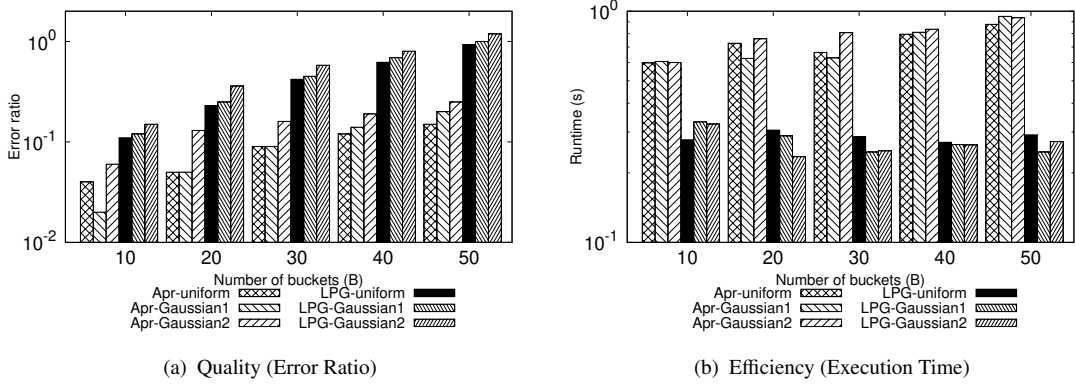 Error ratio
10^0
10^-1
10^-2
10 20 30 40 50
Number of buckets (B)
Apr-uniform LPG-uniform
Apr-Gaussian1 LPG-Gaussian1
Apr-Gaussian2 LPG-Gaussian2
(a) Quality (Error Ratio)
Runtime (s)
10^0
10^-1
10 20 30 40 50
Number of buckets (B)
Apr-uniform LPG-uniform
Apr-Gaussian1 LPG-Gaussian1
Apr-Gaussian2 LPG-Gaussian2
(b) Efficiency (Execution Time)